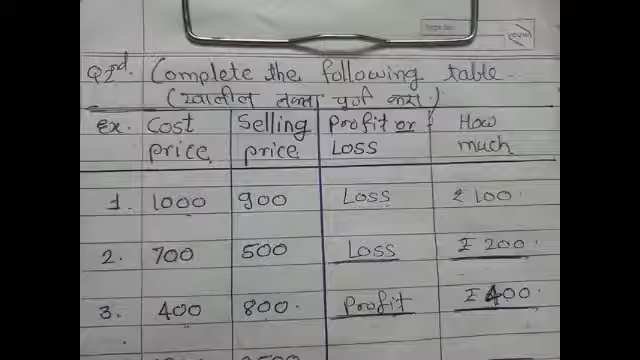 Q 2nd. Complete the following table.
(खालील तक्ता पूर्ण करा.)
Ex. Cost price Selling price Profit or Loss How much
1. 1000 900 Loss ₹ 100.
2. 700 500 Loss ₹ 200.
3. 400 800. Profit ₹ 400.